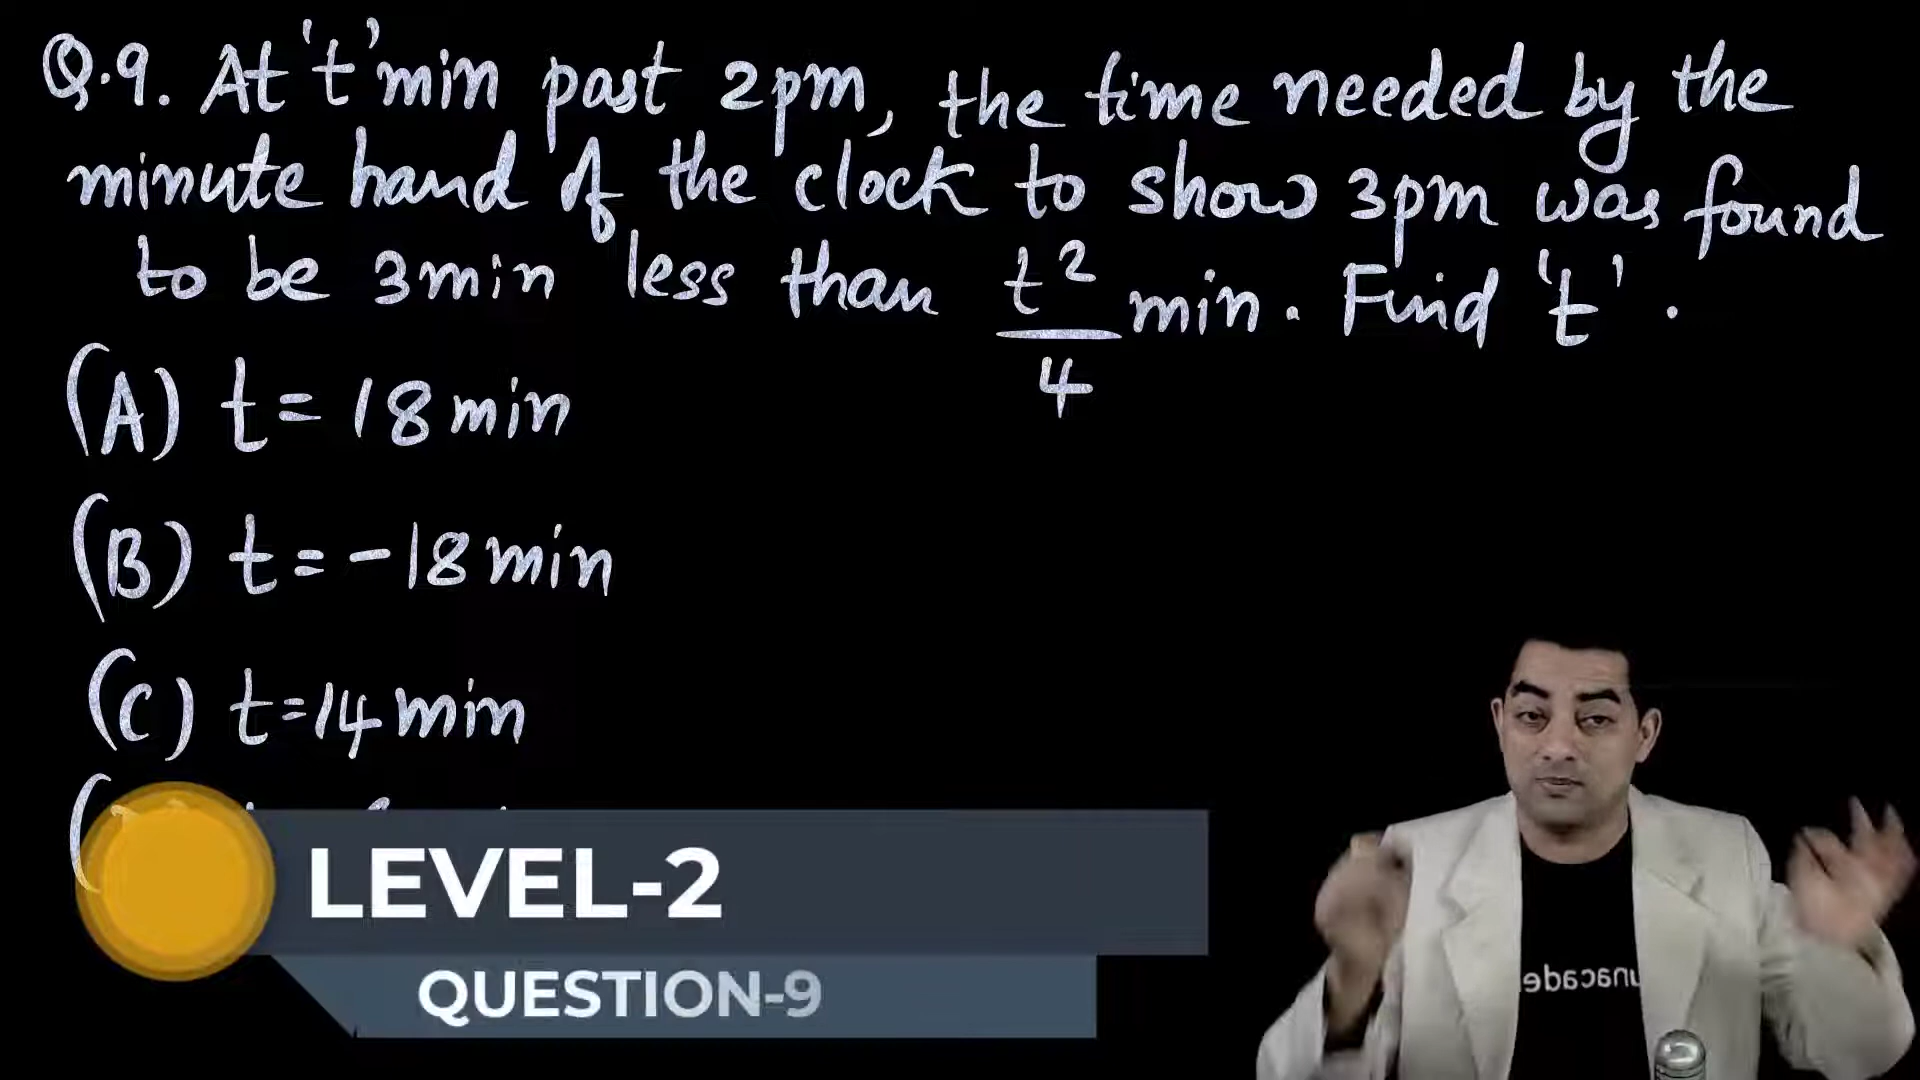 Q.9. At 't' min past 2pm, the time needed by the
minute hand of the clock to show 3pm was found
to be 3min less than t²/4 min. Find 't'.
(A) t = 18 min
(B) t = -18 min
(C) t = 14 min
LEVEL-2
QUESTION-9
unacade